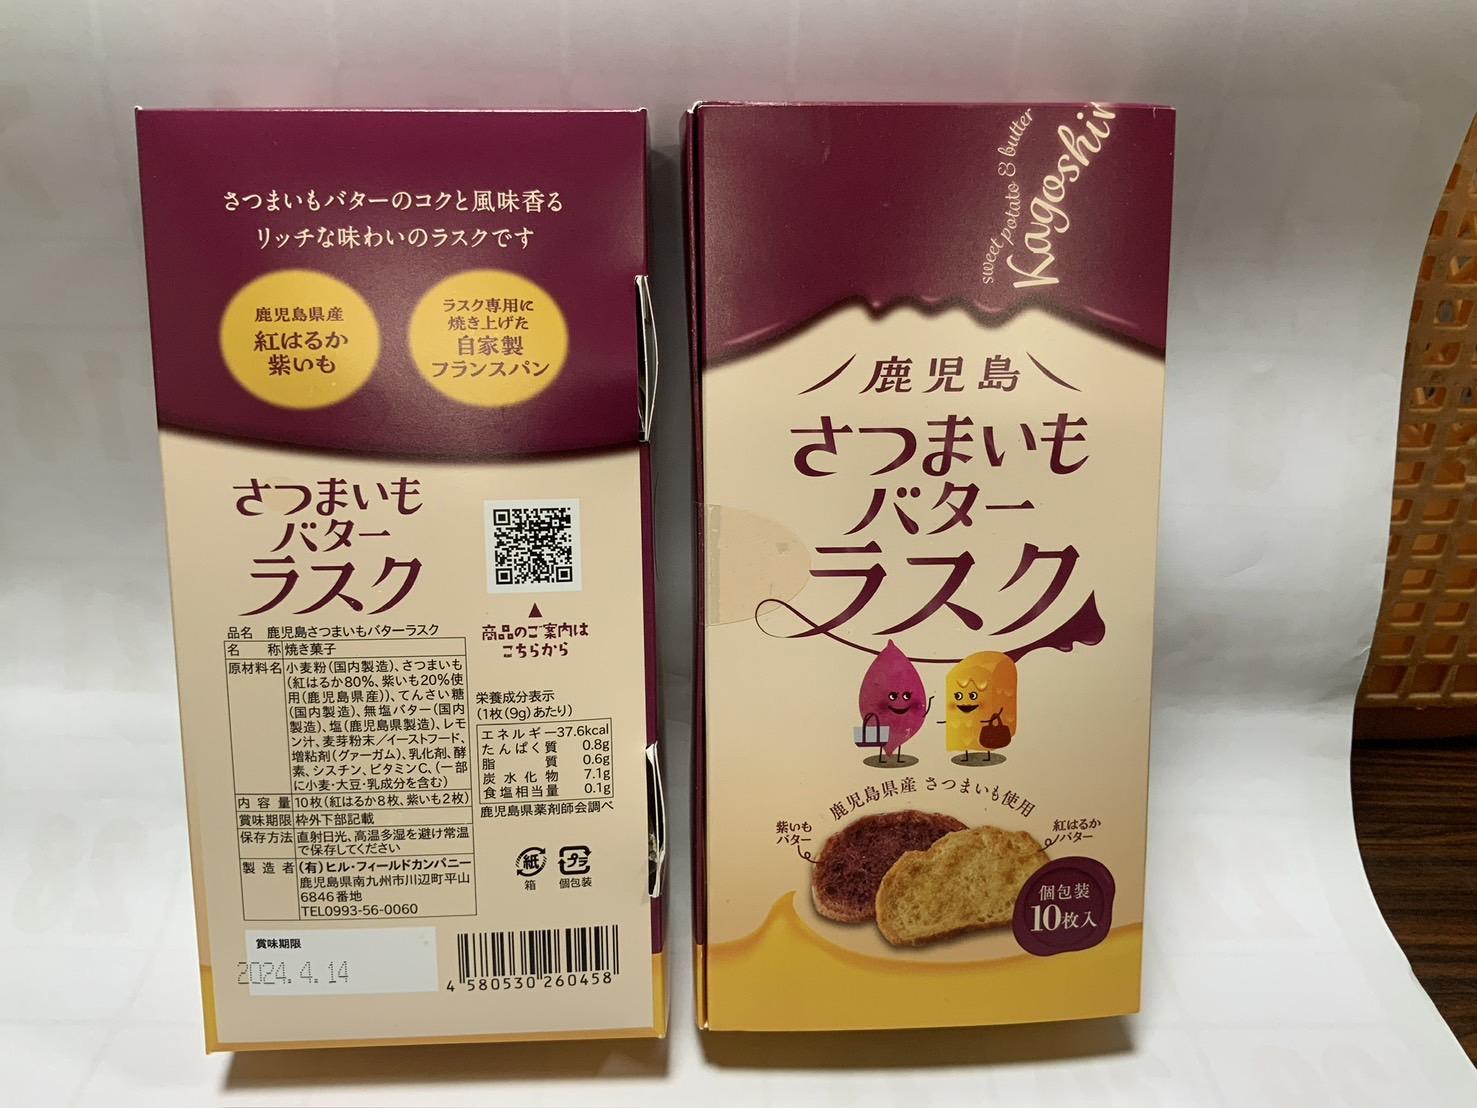 さつまいもバターのコクと風味香る
リッチな味わいのラスクです
鹿児島県産
紅はるか
紫いも
ラスク専用に
焼き上げた
自家製
フランスパン
さつまいも
バター
ラスク
商品のご案内は
こちらから
品名 鹿児島さつまいもバターラスク
名称 焼き菓子
原材料名 小麦粉(国内製造)、さつまいも
(紅はるか80%、紫いも20%使
用(鹿児島県産))、てんさい糖
(国内製造)、無塩バター(国内
製造)、塩(鹿児島県製造)、レモ
ン汁、麦芽粉末/イーストフード、
増粘剤(グァーガム)、乳化剤、酵
素、シスチン、ビタミンC、(一部
に小麦・大豆・乳成分を含む)
内容量 10枚(紅はるか8枚、紫いも2枚)
賞味期限 枠外下部記載
保存方法 直射日光、高温多湿を避け常温
で保存してください
製造者 (有)ヒル・フィールドカンパニー
鹿児島県南九州市川辺町平山
6846番地
TEL0993-56-0060
栄養成分表示
(1枚(9g)あたり)
エネルギー 37.6kcal
たんぱく質 0.8g
脂質 0.6g
炭水化物 7.1g
食塩相当量 0.1g
鹿児島県薬剤師会調べ
紙
箱
プラ
個包装
賞味期限
2024.4.14
4 580530 260458
sweet potato & butter
鹿児島
さつまいも
バター
ラスク
鹿児島県産 さつまいも使用
紫いも
バター
紅はるか
バター
個包装
10枚入